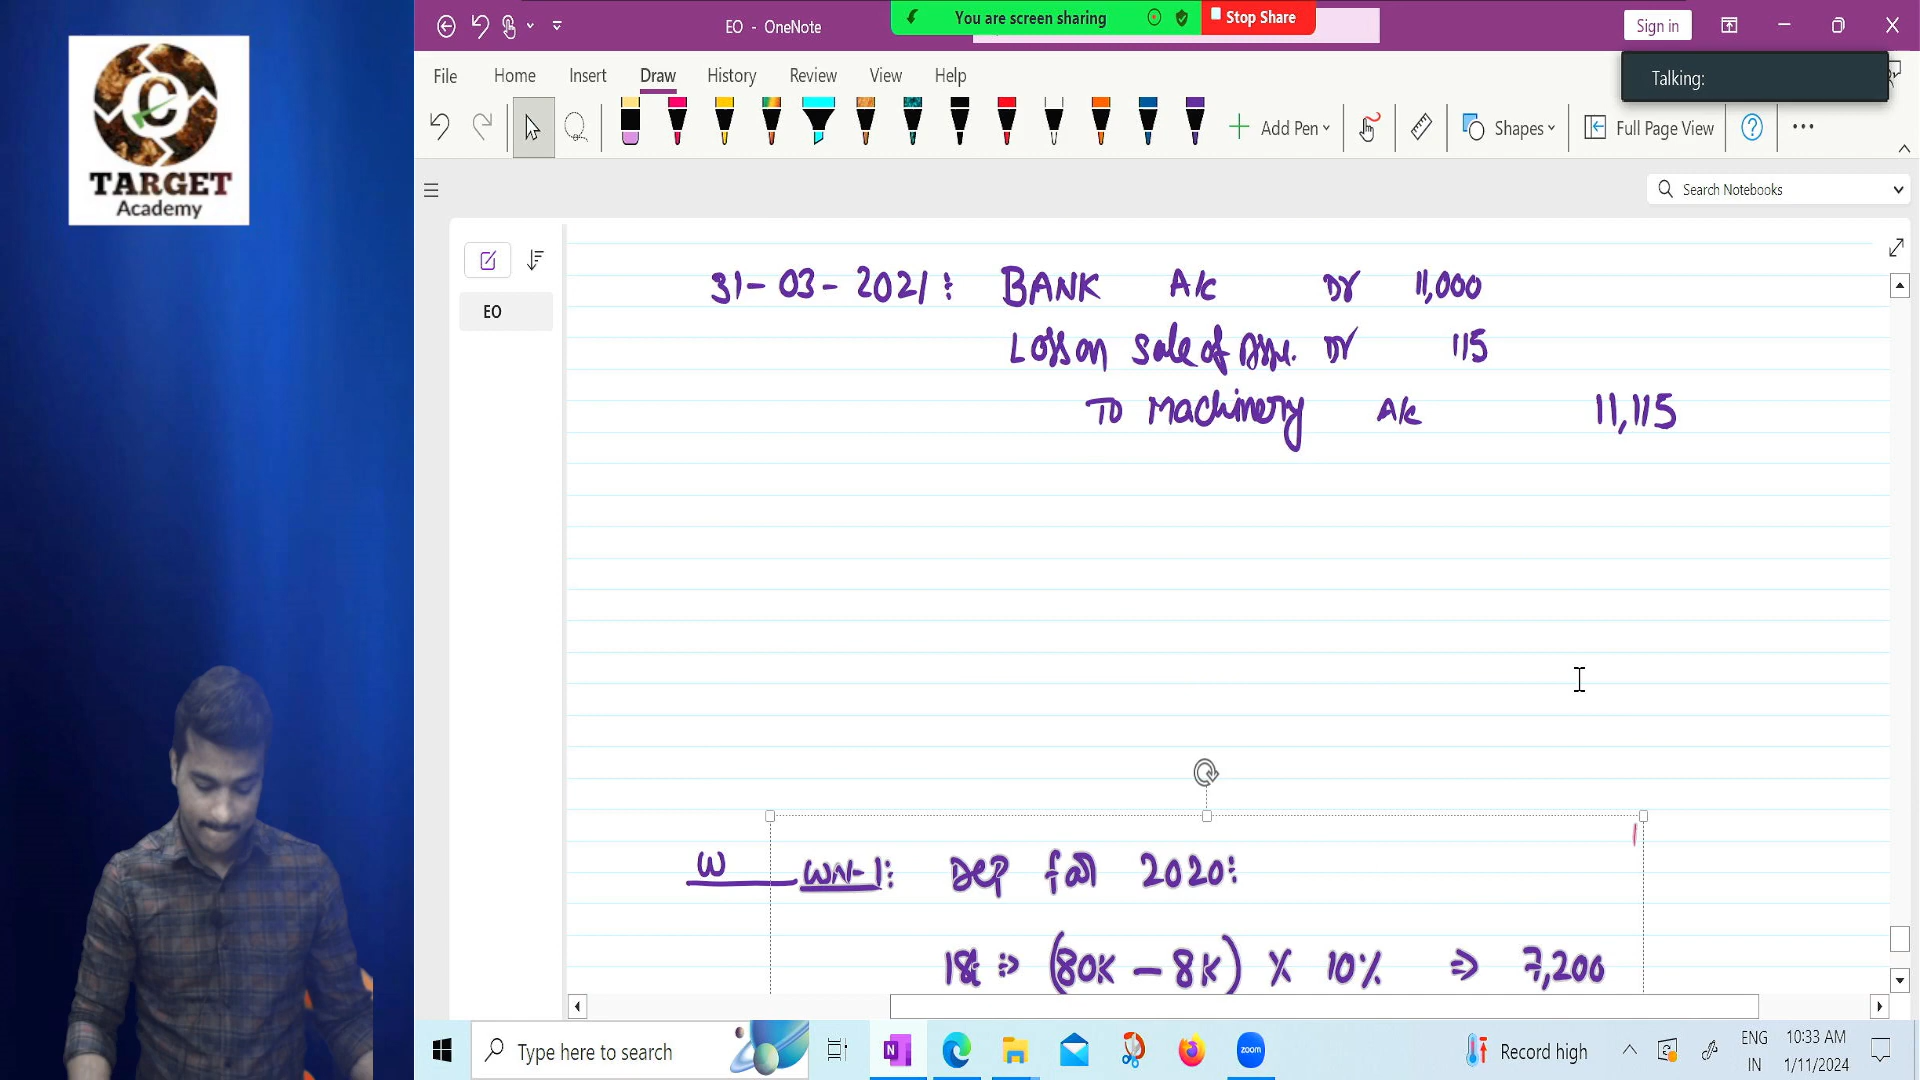 TARGET
Academy
EO - OneNote
You are screen sharing
Stop Share
Sign in
Talking:
File Home Insert Draw History Review View Help
Add Pen
Shapes
Full Page View
Search Notebooks
EO
31-03-2021: BANK A/c Dr 11,000
Loss on Sale of Dr 115
To Machinery A/c 11,115
W WN-1: Dep for 2020:
1st => (80K - 8K) X 10% => 7,200
Type here to search
zoom
Record high
ENG
IN
10:33 AM
1/11/2024